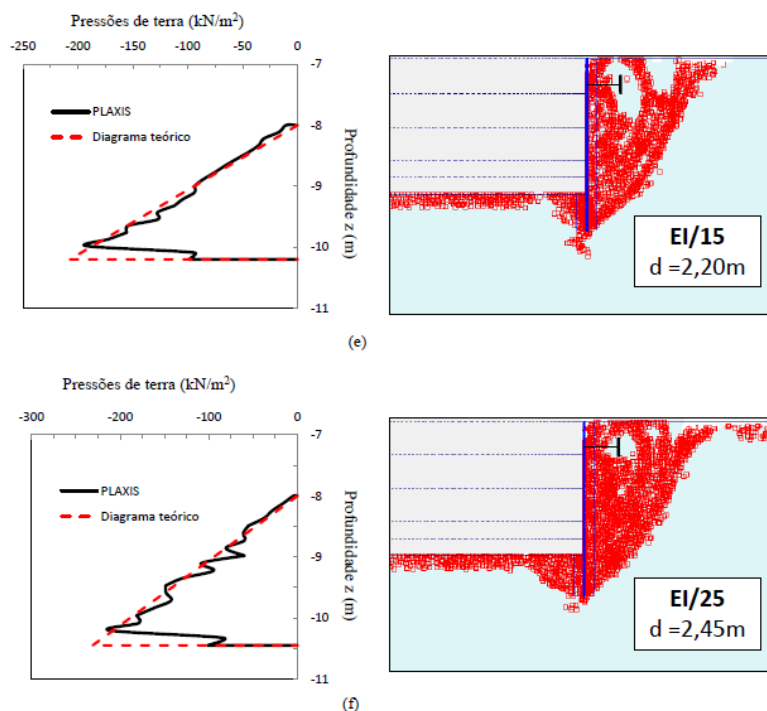 Pressões de terra (kN/m²)
-250 -200 -150 -100 -50 0
-7
-8
-9
-10
-11
Profundidade z (m)
PLAXIS
Diagrama teórico
EI/15
d =2,20m
(e)
Pressões de terra (kN/m²)
-300 -200 -100 0
-7
-8
-9
-10
-11
Profundidade z (m)
PLAXIS
Diagrama teórico
EI/25
d =2,45m
(f)